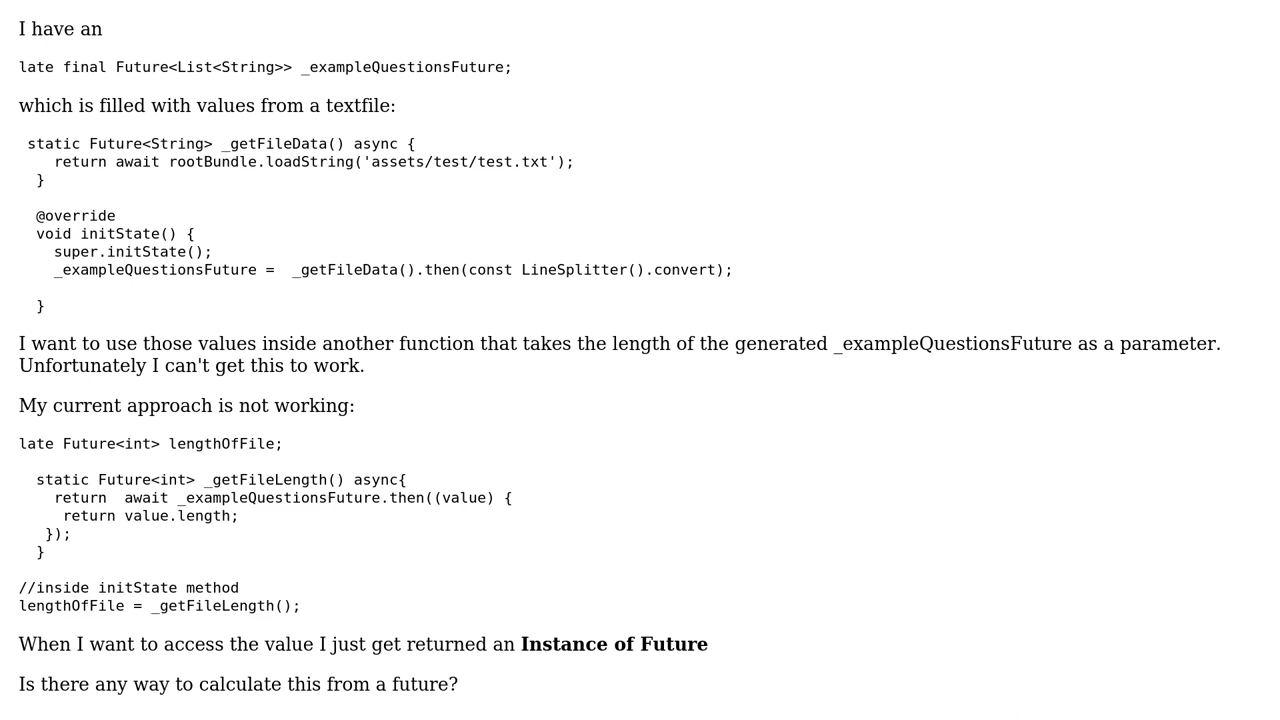 I have an
late final Future<List<String>> _exampleQuestionsFuture;
which is filled with values from a textfile:
static Future<String> _getFileData() async {
return await rootBundle.loadString('assets/test/test.txt');
}
@override
void initState() {
super.initState();
_exampleQuestionsFuture =  _getFileData().then(const LineSplitter().convert);
}
I want to use those values inside another function that takes the length of the generated _exampleQuestionsFuture as a parameter.
Unfortunately I can't get this to work.
My current approach is not working:
late Future<int> lengthOfFile;
static Future<int> _getFileLength() async{
return  await _exampleQuestionsFuture.then((value) {
return value.length;
});
}
//inside initState method
lengthOfFile = _getFileLength();
When I want to access the value I just get returned an Instance of Future
Is there any way to calculate this from a future?